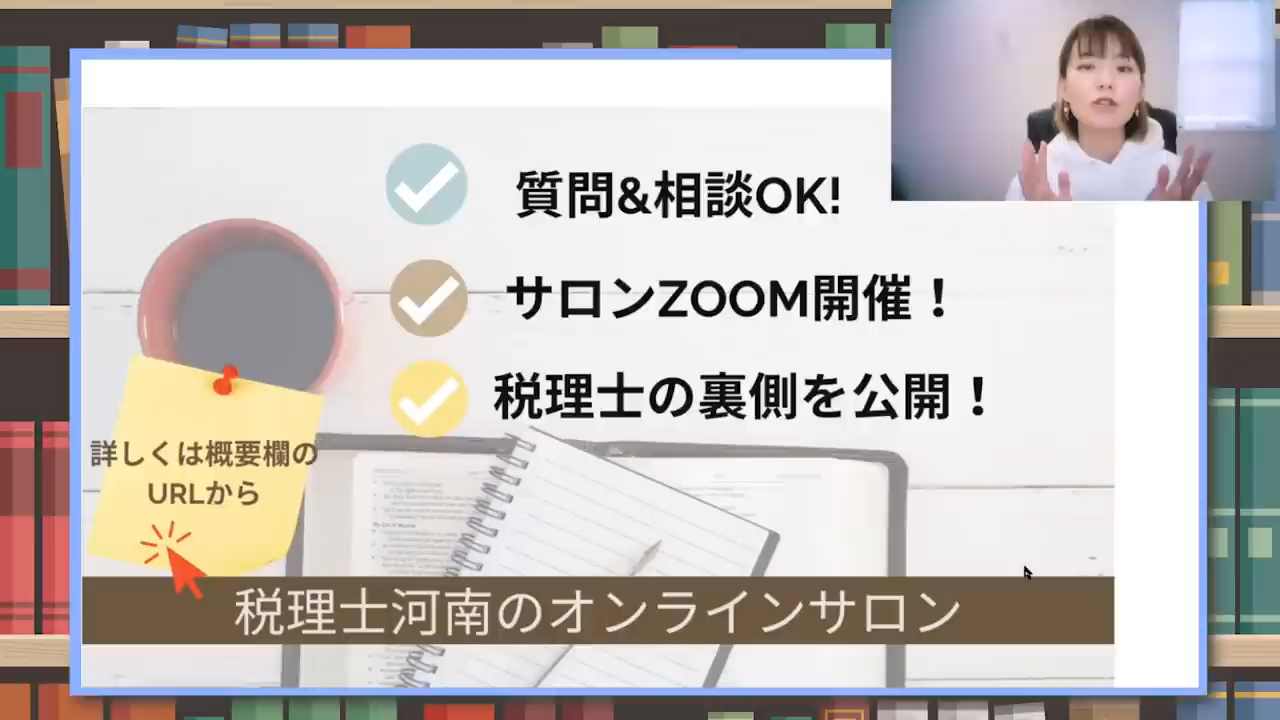 質問&相談OK!
サロンZOOM開催！
税理士の裏側を公開！
詳しくは概要欄の
URLから
税理士河南のオンラインサロン